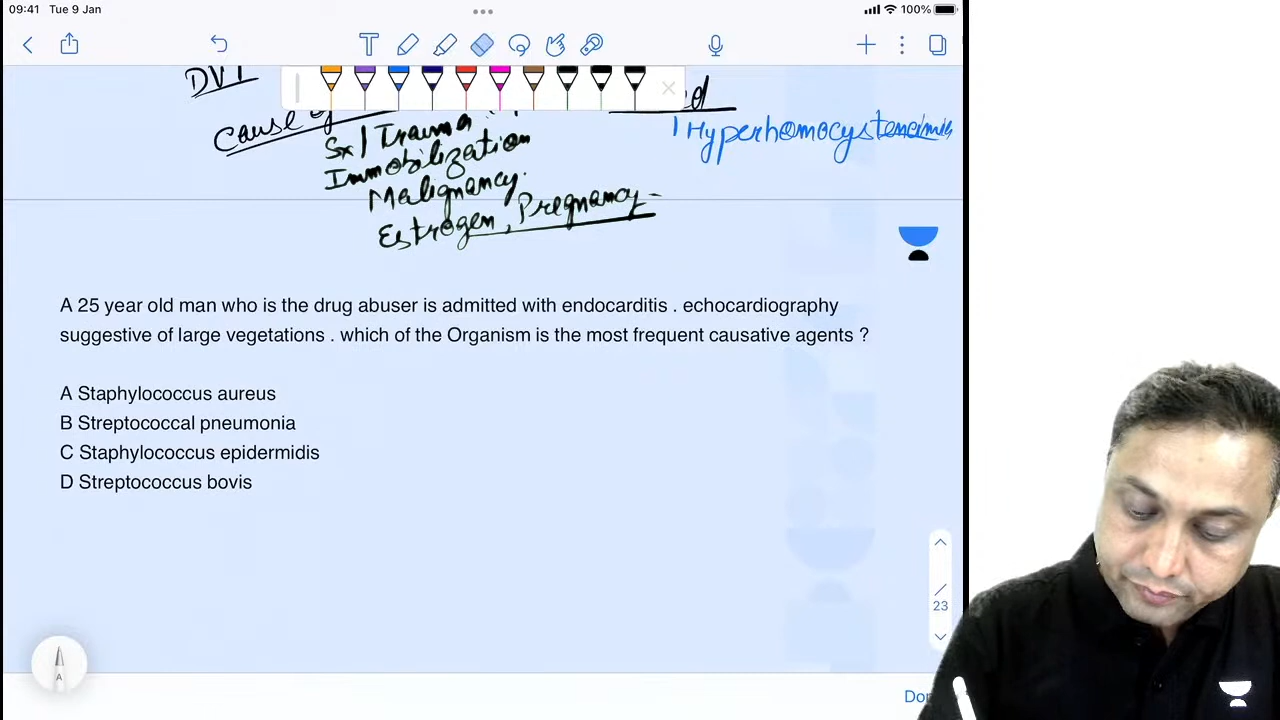 09:41 Tue 9 Jan
100%
DVT
Cause of
Sx / Trauma
Immobilization
Malignancy.
Estrogen, Pregnancy -
Hyperhomocysteinemia
A 25 year old man who is the drug abuser is admitted with endocarditis . echocardiography
suggestive of large vegetations . which of the Organism is the most frequent causative agents ?
A Staphylococcus aureus
B Streptococcal pneumonia
C Staphylococcus epidermidis
D Streptococcus bovis
23
A